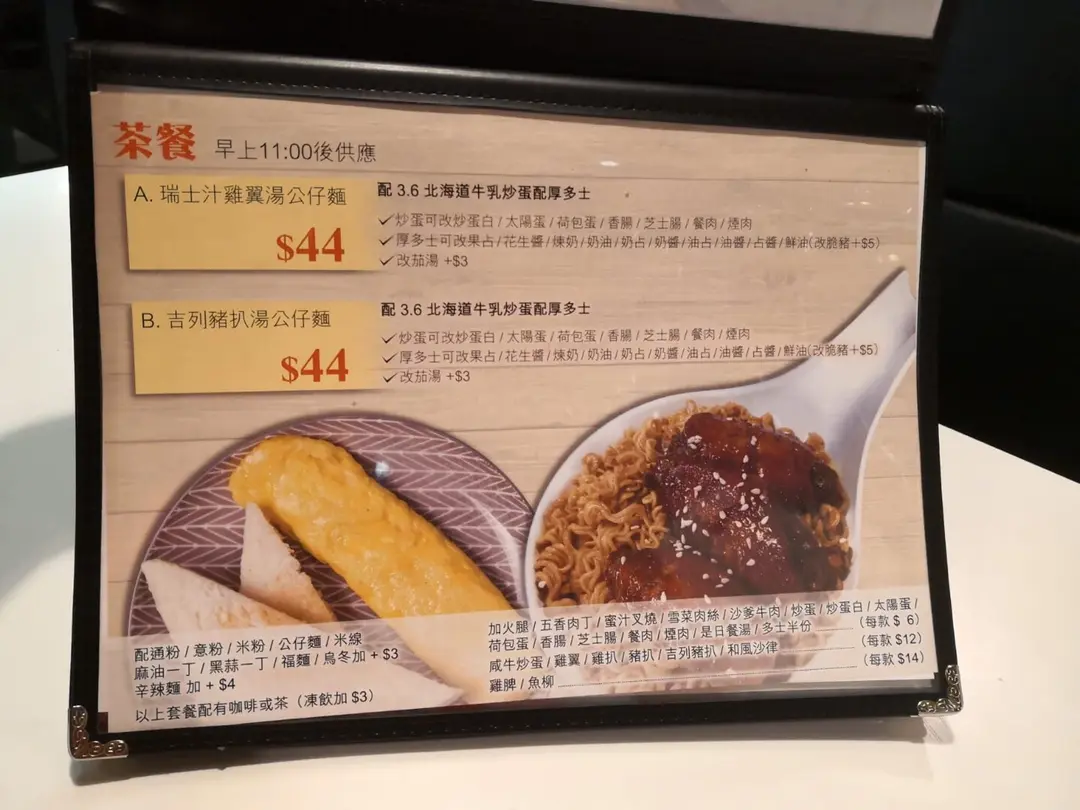 茶餐 早上11:00後供應
A. 瑞士汁雞翼湯公仔麵
$44
配 3.6 北海道牛乳炒蛋配厚多士
✓炒蛋可改炒蛋白 / 太陽蛋 / 荷包蛋 / 香腸 / 芝士腸 / 餐肉 / 煙肉
✓厚多士可改果占 / 花生醬 / 煉奶 / 奶油 / 奶占 / 奶醬 / 油占 / 油醬 / 占醬 / 鮮油(改脆豬+$5)
✓改茄湯 +$3
B. 吉列豬扒湯公仔麵
$44
配 3.6 北海道牛乳炒蛋配厚多士
✓炒蛋可改炒蛋白 / 太陽蛋 / 荷包蛋 / 香腸 / 芝士腸 / 餐肉 / 煙肉
✓厚多士可改果占 / 花生醬 / 煉奶 / 奶油 / 奶占 / 奶醬 / 油占 / 油醬 / 占醬 / 鮮油(改脆豬+$5)
✓改茄湯 +$3
配通粉 / 意粉 / 米粉 / 公仔麵 / 米線
麻油一丁 / 黑蒜一丁 / 福麵 / 烏冬加 + $3
辛辣麵 加 + $4
以上套餐配有咖啡或茶（凍飲加 $3）
加火腿 / 五香肉丁 / 蜜汁叉燒 / 雪菜肉絲 / 沙爹牛肉 / 炒蛋 / 炒蛋白 / 太陽蛋 /
荷包蛋 / 香腸 / 芝士腸 / 餐肉 / 煙肉 / 是日餐湯 / 多士半份 （每款 $ 6）
咸牛炒蛋 / 雞翼 / 雞扒 / 豬扒 / 吉列豬扒 / 和風沙律 （每款 $12）
雞脾 / 魚柳 （每款 $14）